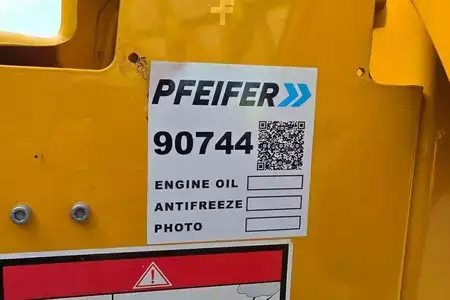 PFEIFER
90744
ENGINE OIL
ANTIFREEZE
PHOTO